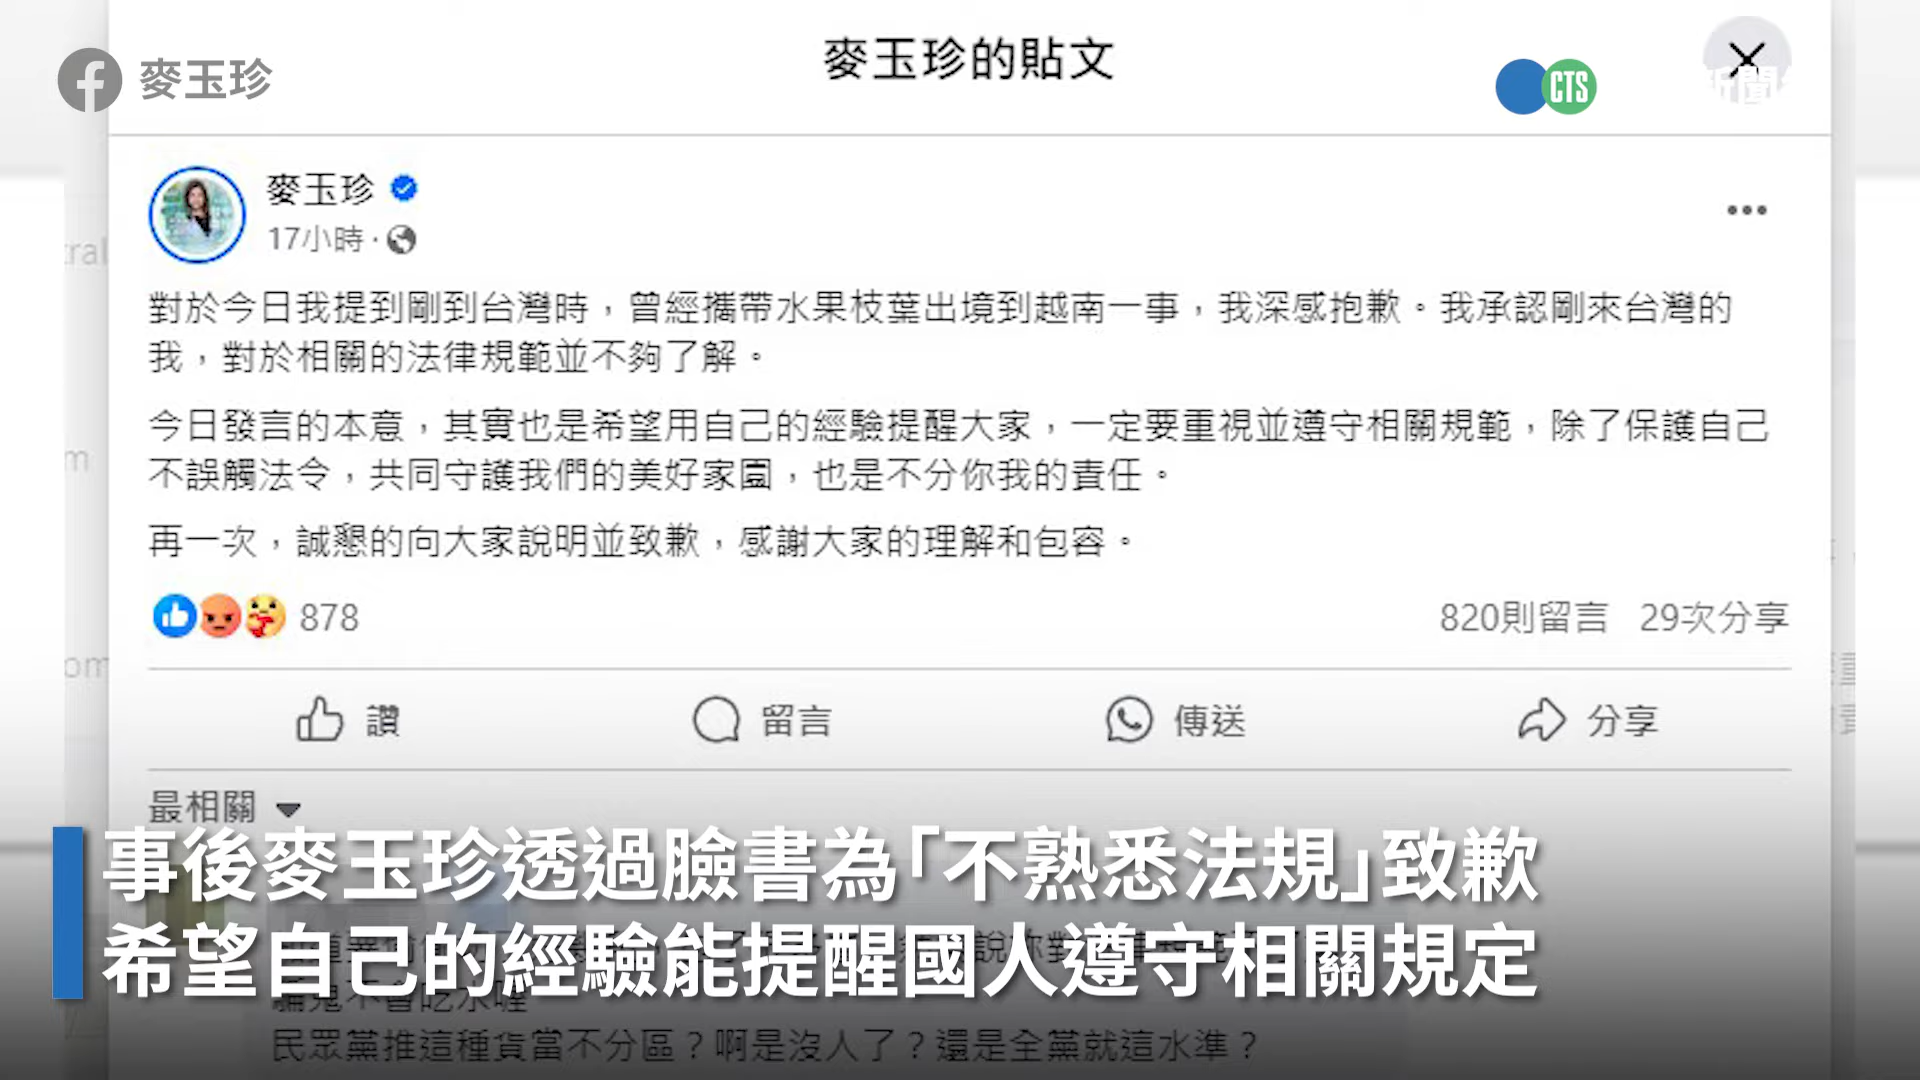 麥玉珍
麥玉珍的貼文
CTS
麥玉珍
17小時
對於今日我提到剛到台灣時，曾經攜帶水果枝葉出境到越南一事，我深感抱歉。我承認剛來台灣的
我，對於相關的法律規範並不夠了解。
今日發言的本意，其實也是希望用自己的經驗提醒大家，一定要重視並遵守相關規範，除了保護自己
不誤觸法令，共同守護我們的美好家園，也是不分你我的責任。
再一次，誠懇的向大家說明並致歉，感謝大家的理解和包容。
878
820則留言 29次分享
讚
留言
傳送
分享
最相關
事後麥玉珍透過臉書為「不熟悉法規」致歉
希望自己的經驗能提醒國人遵守相關規定
民眾黨推這種貨當不分區？啊是沒人了？還是全黨就這水準？